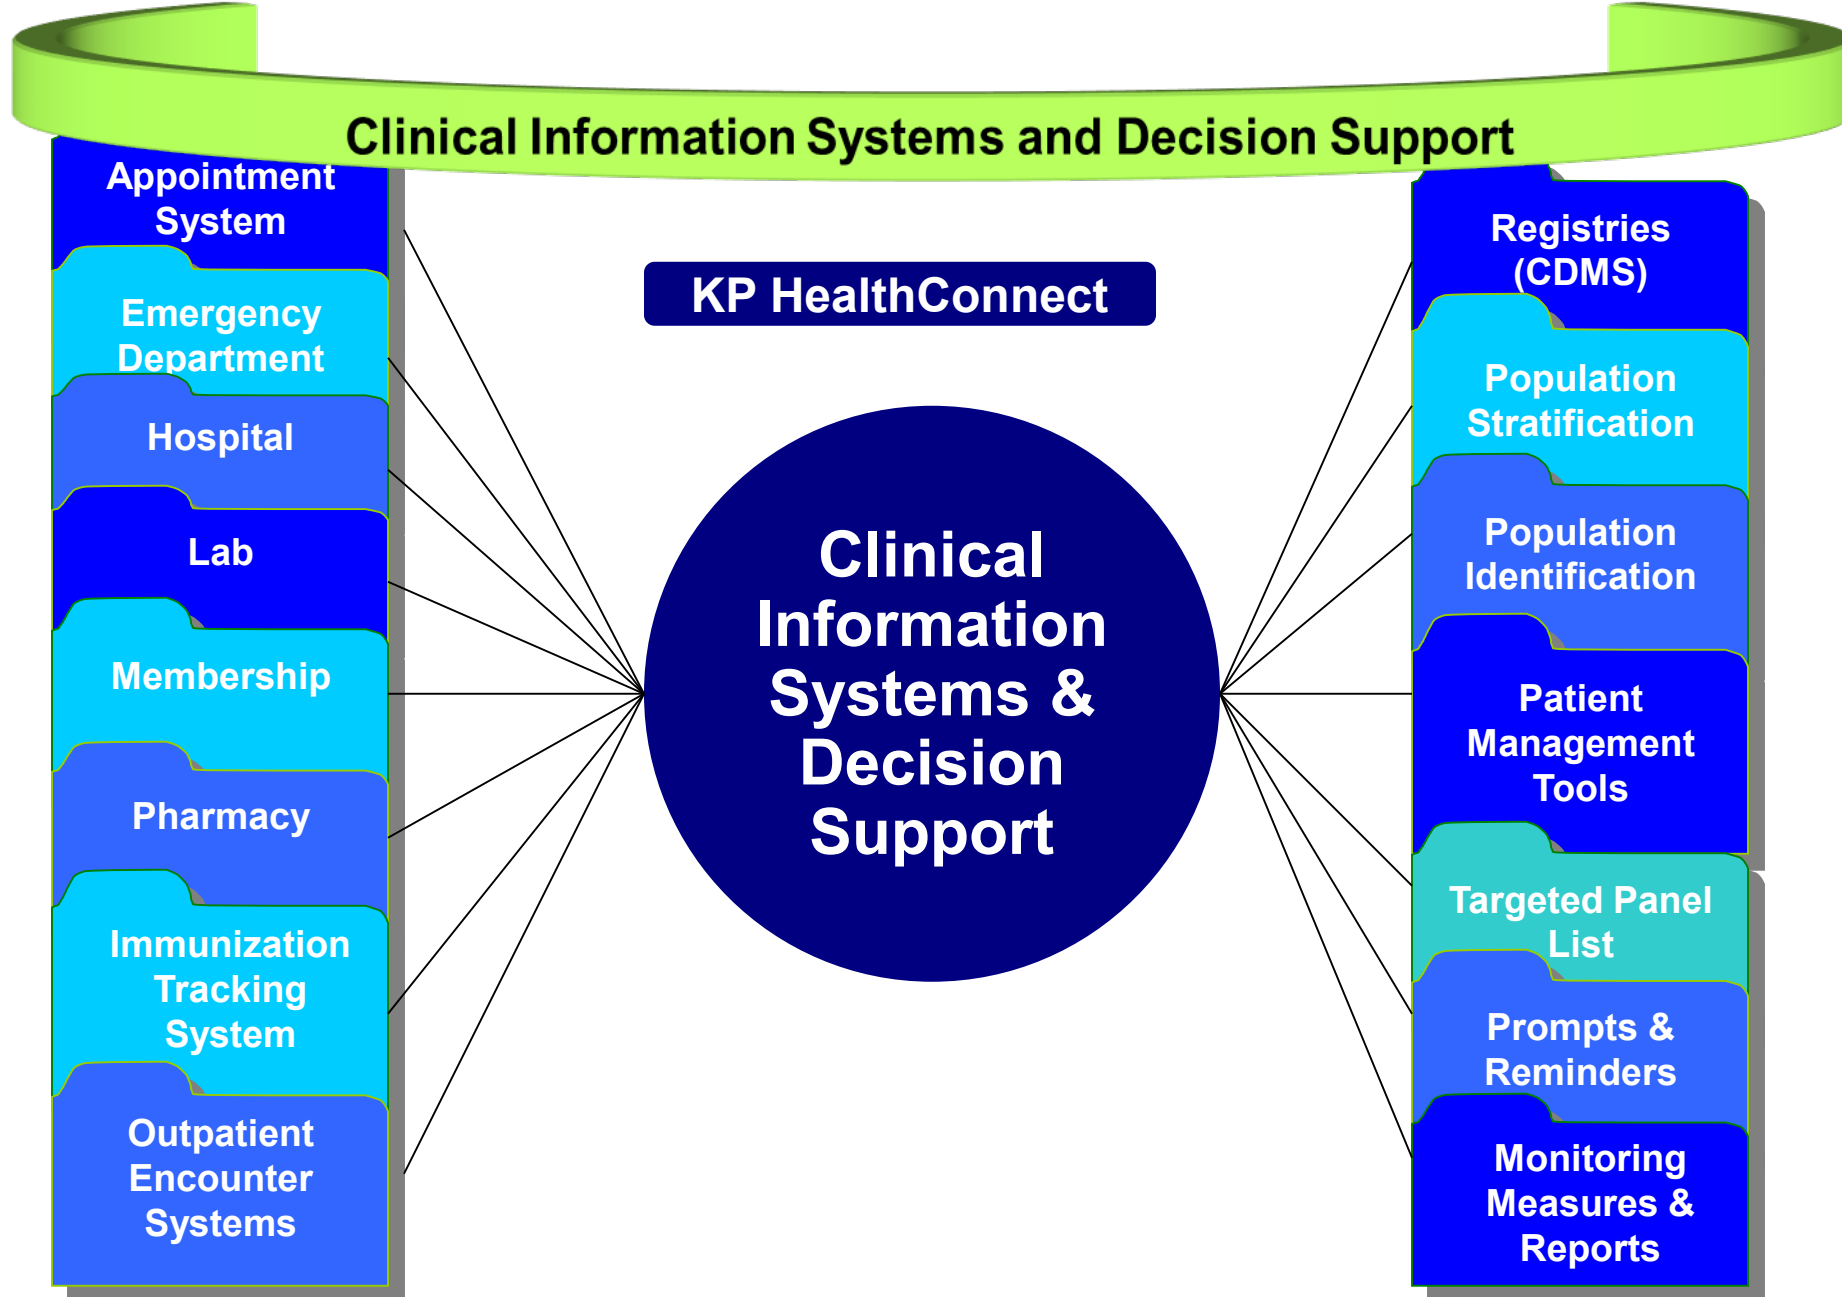 Clinical Information Systems and Decision Support
Appointment
System
Emergency
Department
Hospital
Lab
Membership
Pharmacy
Immunization
Tracking
System
Outpatient
Encounter
Systems
KP HealthConnect
Clinical
Information
Systems &
Decision
Support
Registries
(CDMS)
Population
Stratification
Population
Identification
Patient
Management
Tools
Targeted Panel
List
Prompts &
Reminders
Monitoring
Measures &
Reports